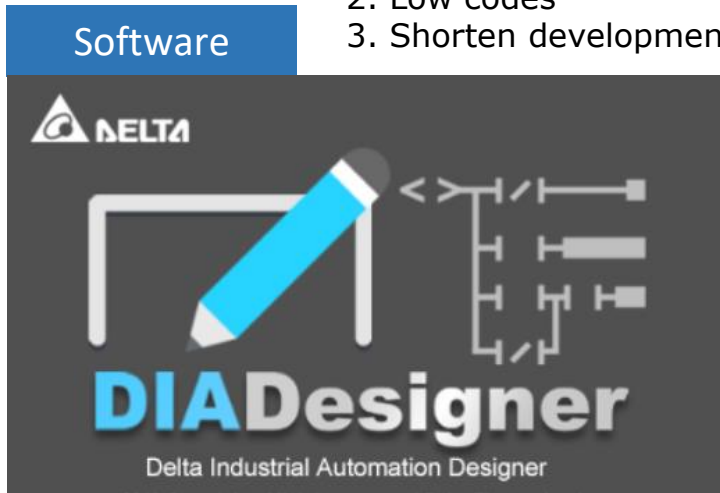 2. Low codes
Software
3. Shorten developmen
DELTA
DIADesigner
Delta Industrial Automation Designer